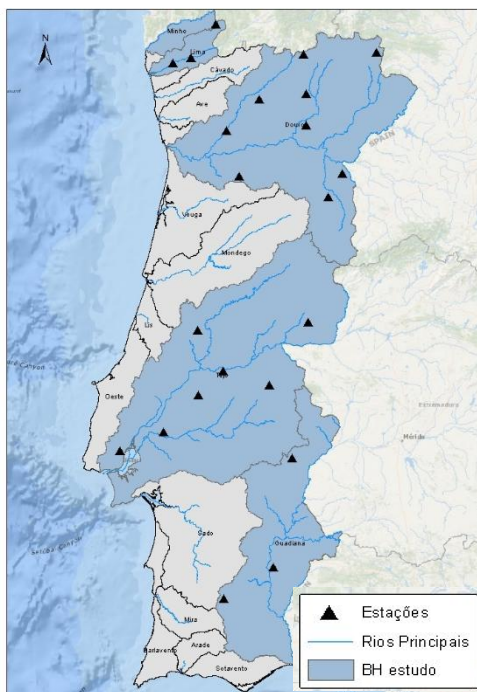 N
Minho
Lima
Cávado
Ave
Douro
SPAIN
Vouga
Mondego
Lis
Tejo
Oeste
Extremadura
Mérida
Sado
Guadiana
Mira
Barlavento
Arade
Sotavento
Estações
Rios Principais
BH estudo